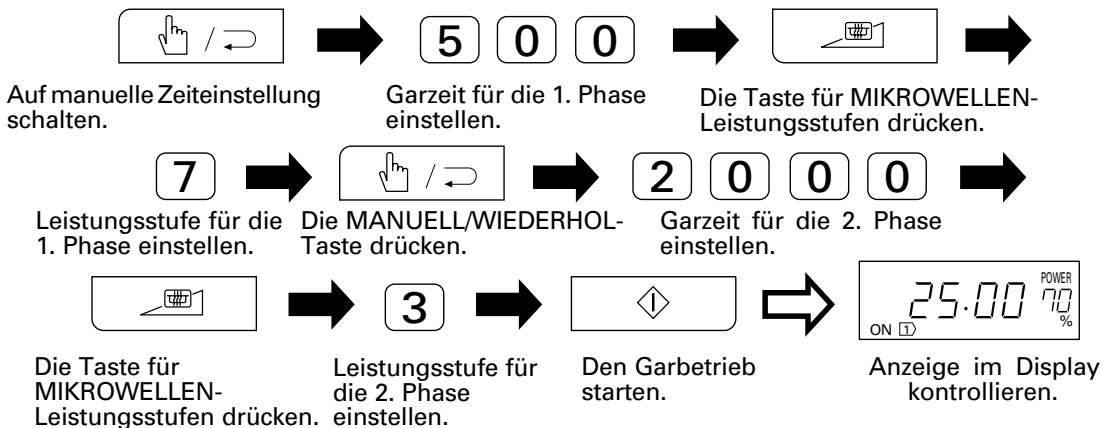 /
5 0 0
Auf manuelle Zeiteinstellung
schalten.
Garzeit für die 1. Phase
einstellen.
Die Taste für MIKROWELLEN-
Leistungsstufen drücken.
7
/
2 0 0 0
Leistungsstufe für die
1. Phase einstellen.
Die MANUELL/WIEDERHOL-
Taste drücken.
Garzeit für die 2. Phase
einstellen.
3
25.00
POWER
70
%
ON 1
Die Taste für
MIKROWELLEN-
Leistungsstufen drücken.
Leistungsstufe für
die 2. Phase
einstellen.
Den Garbetrieb
starten.
Anzeige im Display
kontrollieren.